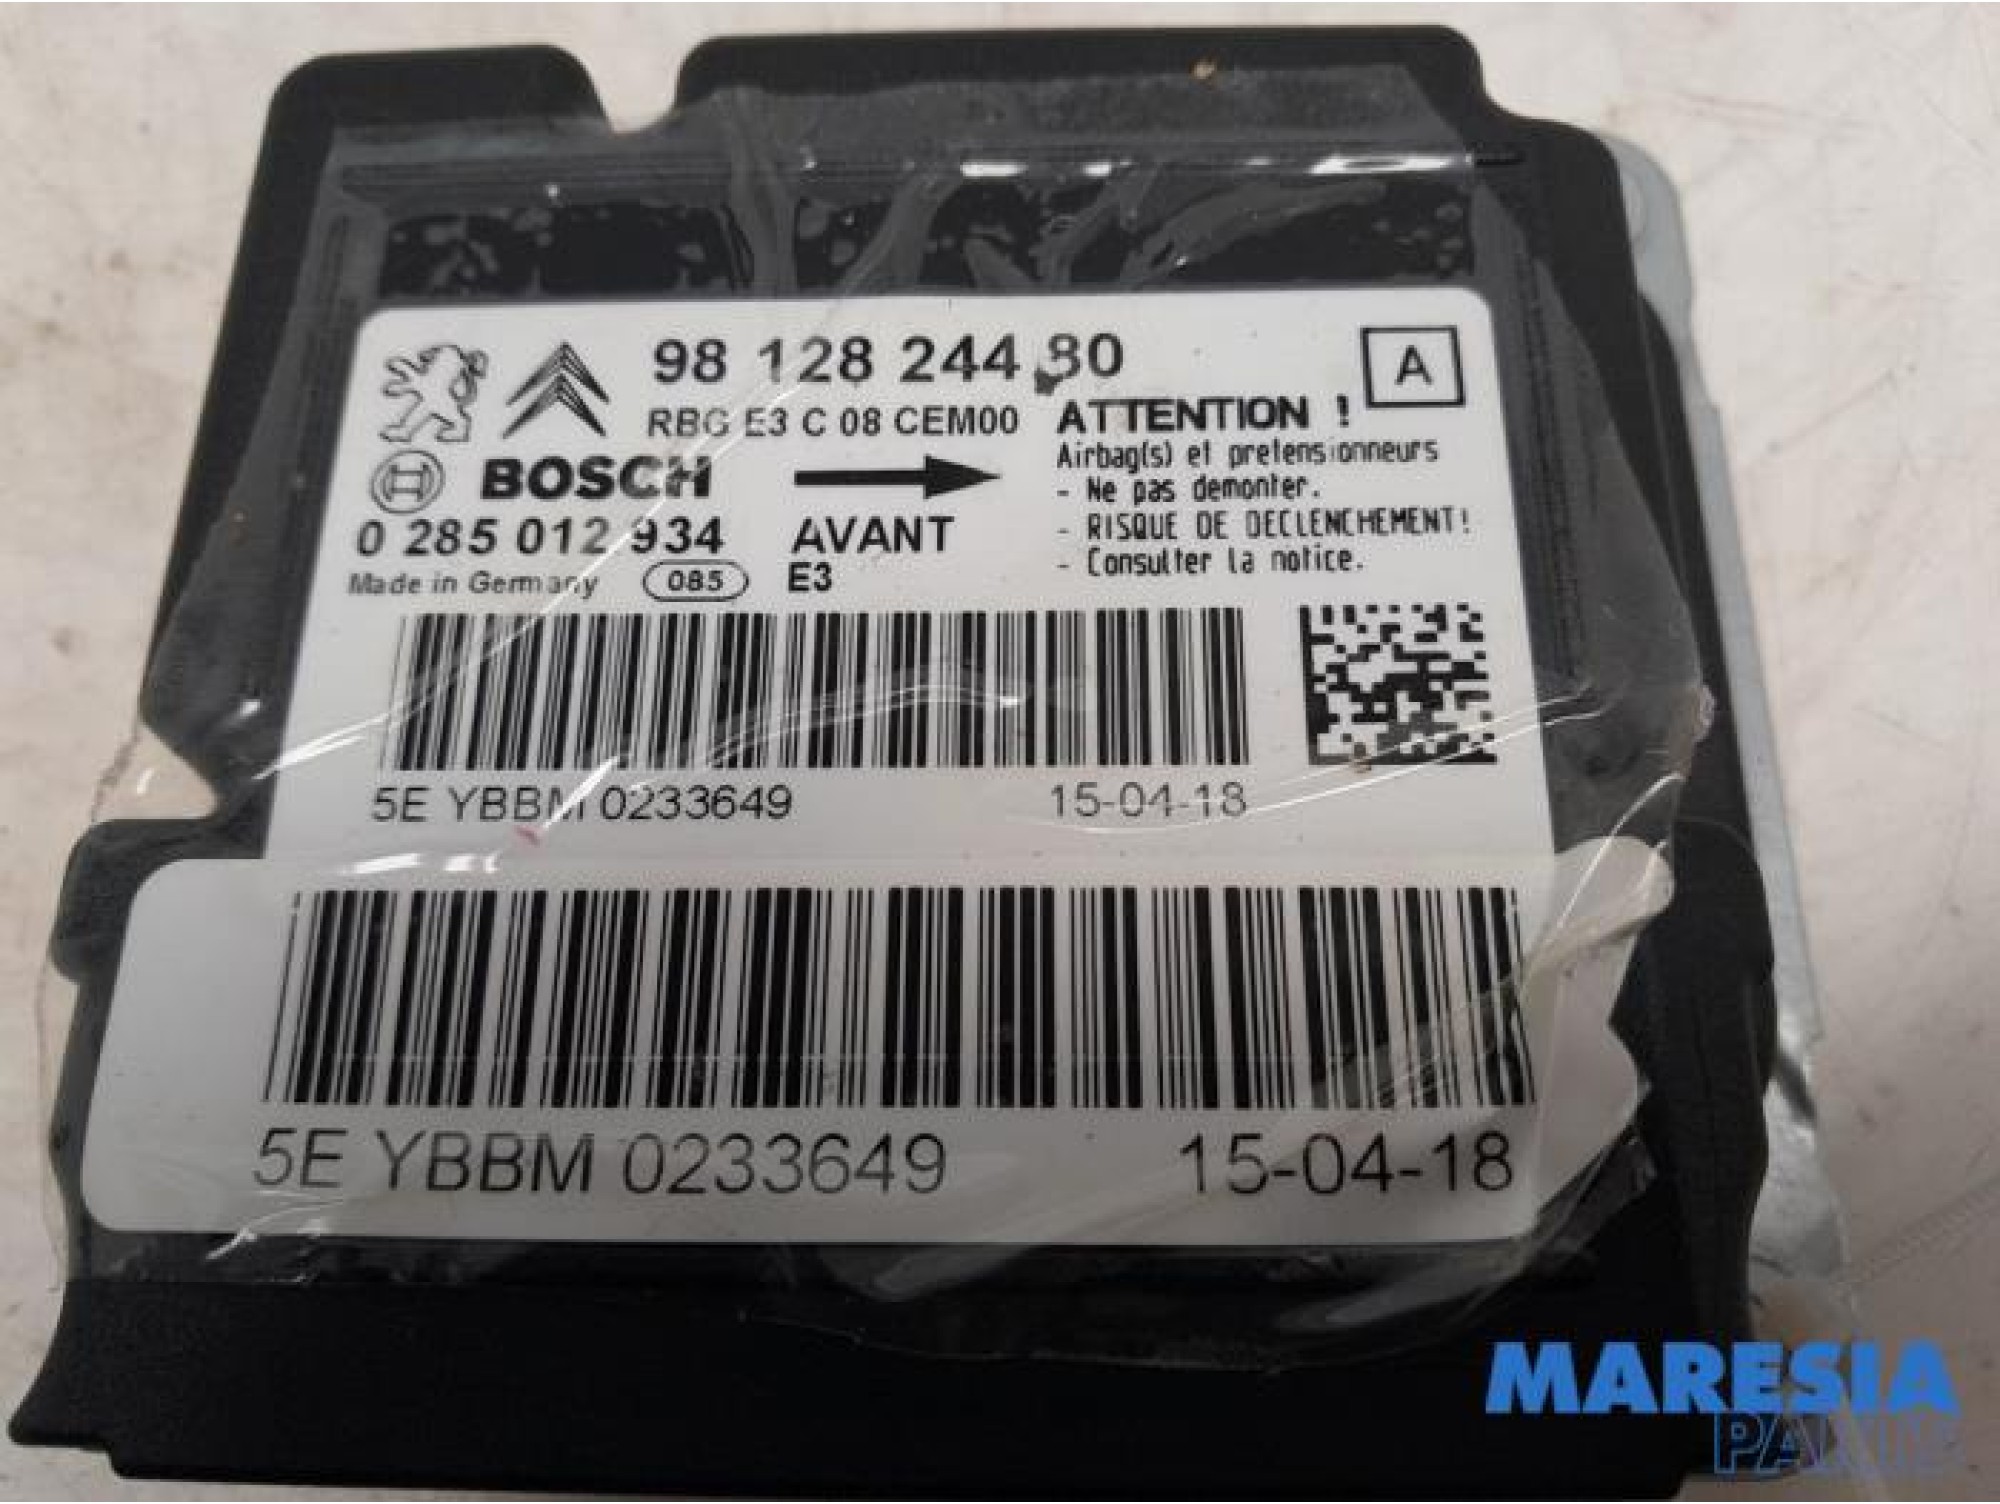 98 128 244 80
A
RBG E3 C 08 CEM00
ATTENTION !
Airbag(s) et pretensionneurs
- Ne pas demonter.
- RISQUE DE DECLENCHEMENT!
- Consulter la notice.
BOSCH
0 285 012 934
AVANT
Made in Germany
085
E3
5E YBBM 0233649
15-04-18
5E YBBM 0233649
15-04-18
MARESIA
PARTS